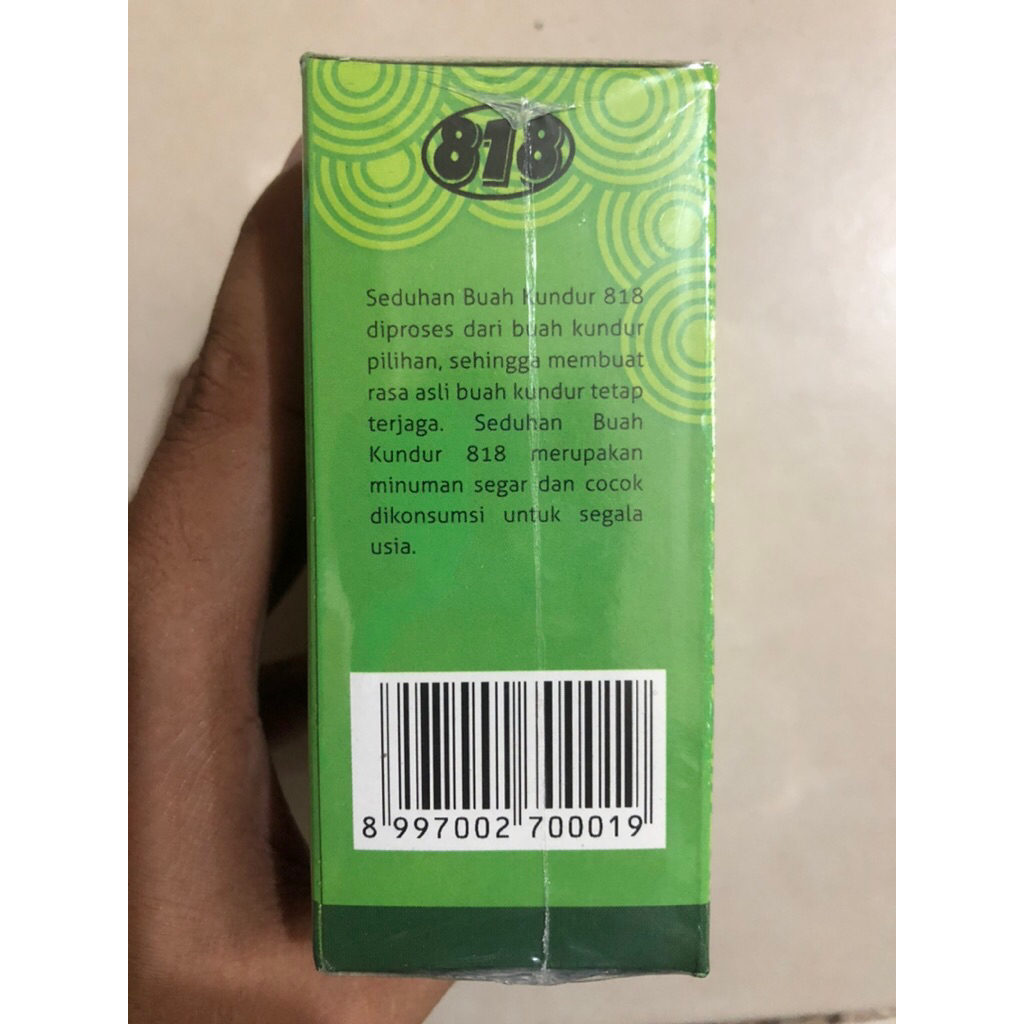 818
Seduhan Buah Kundur 818
diproses dari buah kundur
pilihan, sehingga membuat
rasa asli buah kundur tetap
terjaga. Seduhan Buah
Kundur 818 merupakan
minuman segar dan cocok
dikonsumsi untuk segala
usia.
8 997002 700019